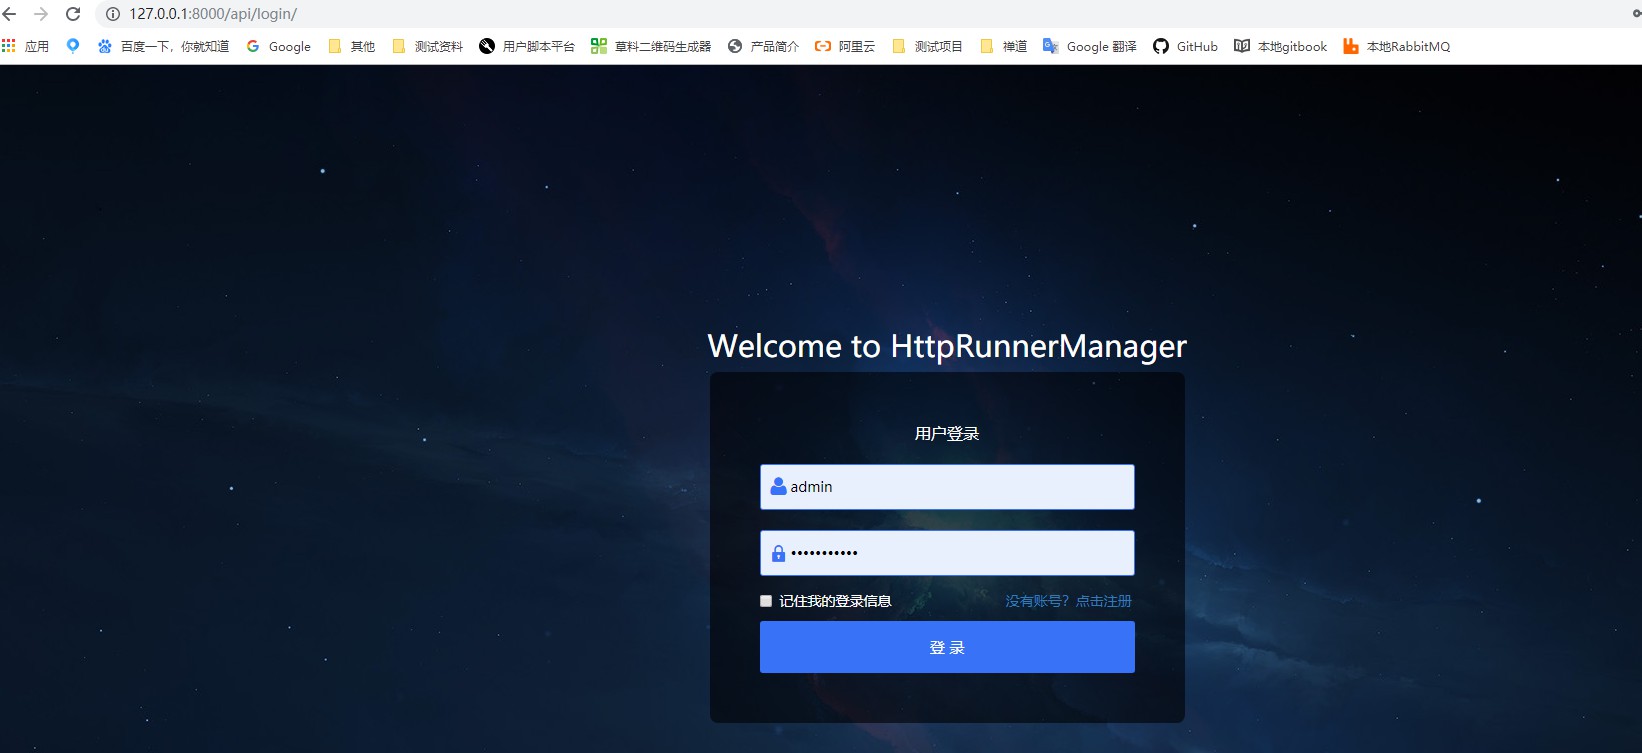 127.0.0.1:8000/api/login/
应用 百度一下，你就知道 Google 其他 测试资料 用户脚本平台 草料二维码生成器 产品简介 阿里云 测试项目 禅道 Google 翻译 GitHub 本地gitbook 本地RabbitMQ
Welcome to HttpRunnerManager
用户登录
admin
•••••••••••
记住我的登录信息 没有账号？点击注册
登 录